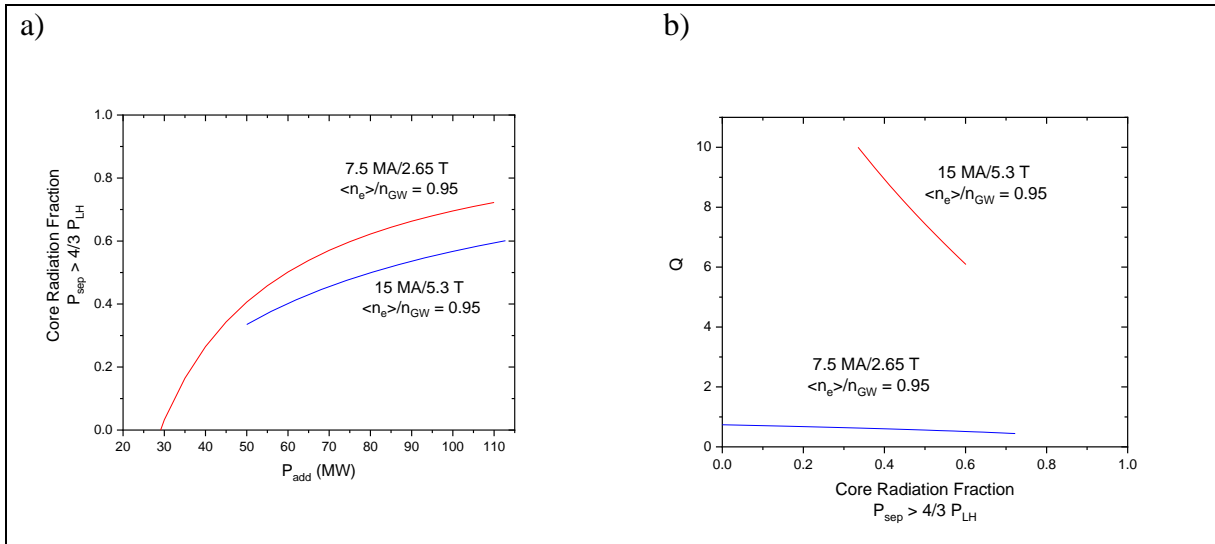 a)
1.0
0.8
0.6
0.4
0.2
0.0
Core Radiation Fraction
P_sep > 4/3 P_LH
7.5 MA/2.65 T
<n_e>/n_GW = 0.95
15 MA/5.3 T
<n_e>/n_GW = 0.95
20 30 40 50 60 70 80 90 100 110
P_add (MW)
b)
10
8
6
4
2
0
Q
15 MA/5.3 T
<n_e>/n_GW = 0.95
7.5 MA/2.65 T
<n_e>/n_GW = 0.95
0.0 0.2 0.4 0.6 0.8 1.0
Core Radiation Fraction
P_sep > 4/3 P_LH